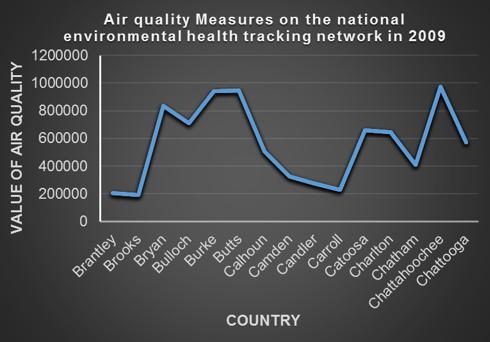 Air quality Measures on the national
environmental health tracking network in 2009
VALUE OF AIR QUALITY
1200000
1000000
800000
600000
400000
200000
0
Brantley
Brooks
Bryan
Bulloch
Burke
Butts
Calhoun
Camden
Candler
Carroll
Catoosa
Charlton
Chatham
Chattahoochee
Chattooga
COUNTRY